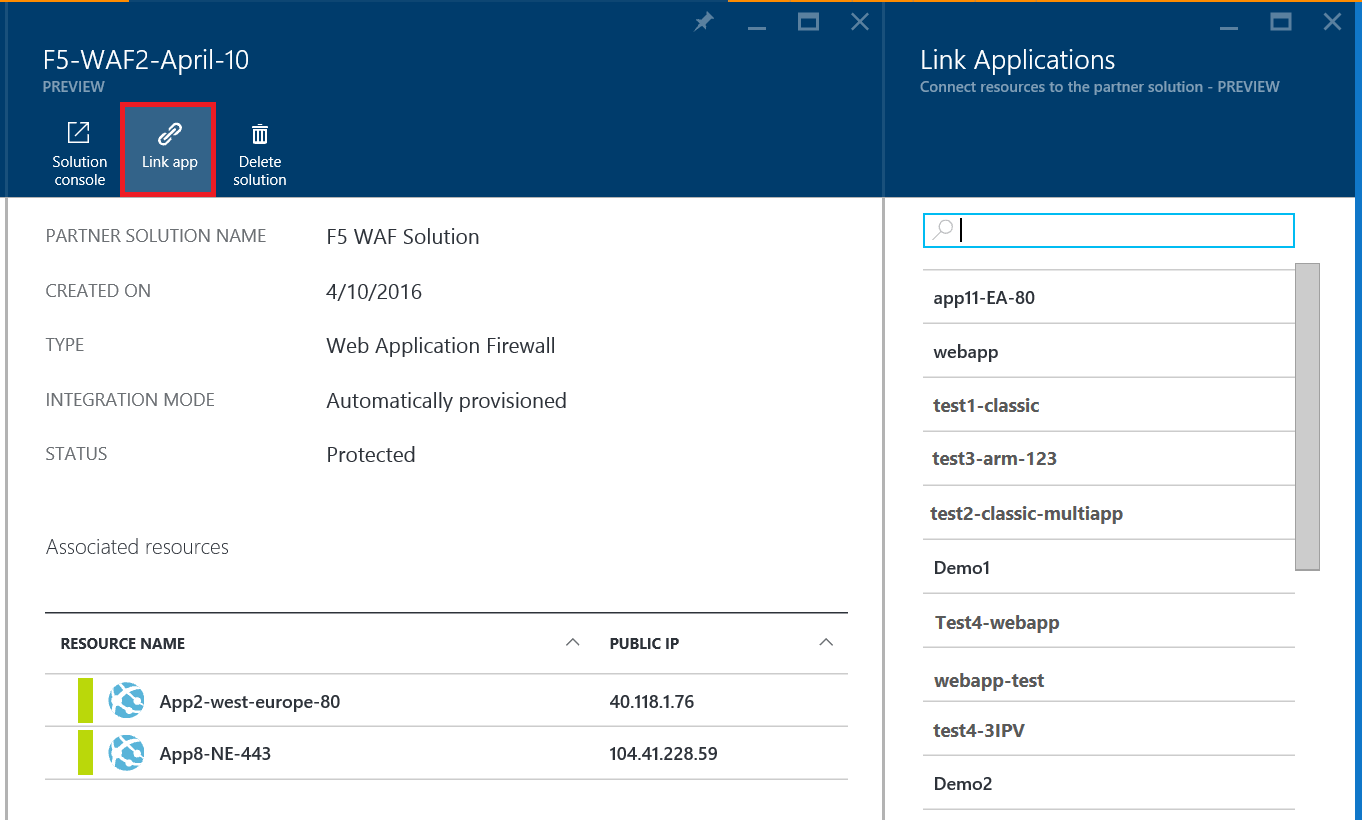 F5-WAF2-April-10
PREVIEW
Solution
console
Link app
Delete
solution
PARTNER SOLUTION NAME F5 WAF Solution
CREATED ON 4/10/2016
TYPE Web Application Firewall
INTEGRATION MODE Automatically provisioned
STATUS Protected
Associated resources
RESOURCE NAME PUBLIC IP
App2-west-europe-80 40.118.1.76
App8-NE-443 104.41.228.59
Link Applications
Connect resources to the partner solution - PREVIEW
app11-EA-80
webapp
test1-classic
test3-arm-123
test2-classic-multiapp
Demo1
Test4-webapp
webapp-test
test4-3IPV
Demo2